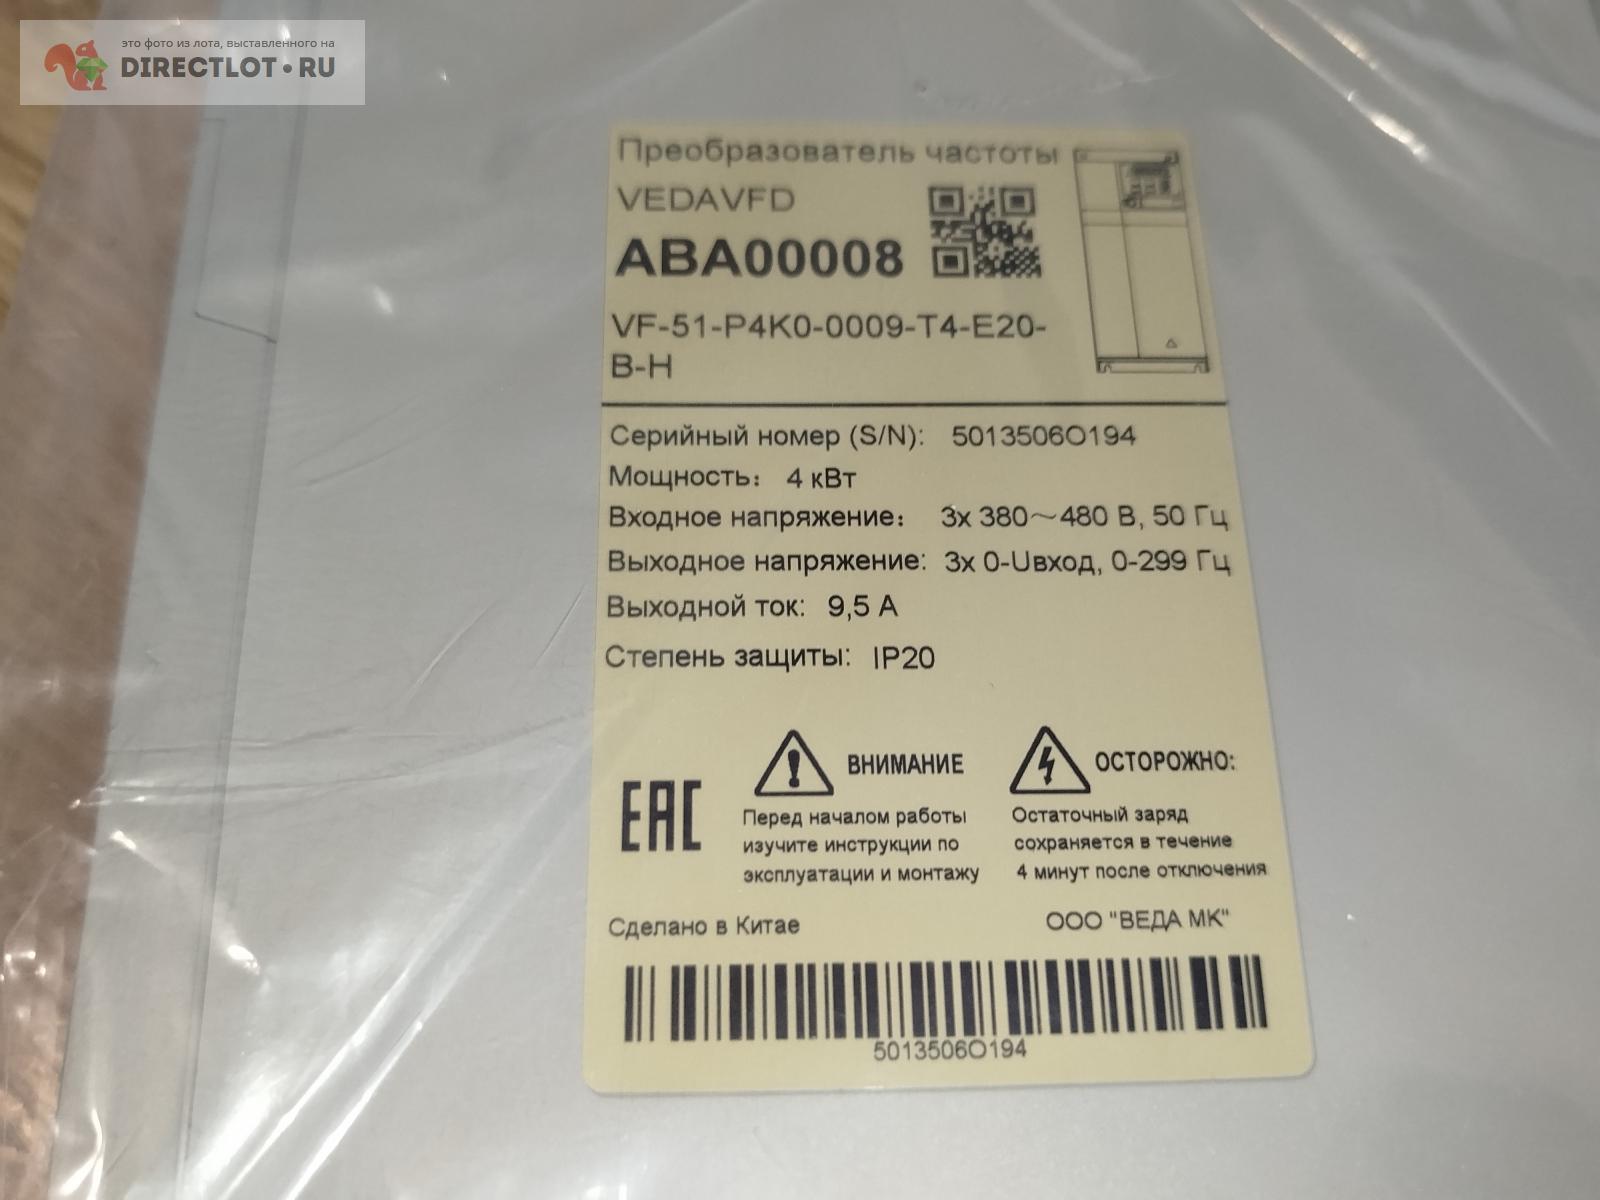 это фото из лота, выставленного на
DIRECTLOT•RU
Преобразователь частоты
VEDAVFD
ABA00008
VF-51-P4K0-0009-T4-E20-
B-H
Серийный номер (S/N): 5013506O194
Мощность: 4 кВт
Входное напряжение: 3x 380~480 В, 50 Гц
Выходное напряжение: 3x 0-Uвход, 0-299 Гц
Выходной ток: 9,5 А
Степень защиты: IP20
ВНИМАНИЕ
Перед началом работы
изучите инструкции по
эксплуатации и монтажу
ОСТОРОЖНО:
Остаточный заряд
сохраняется в течение
4 минут после отключения
EAC
Сделано в Китае
ООО "ВЕДА МК"
5013506O194